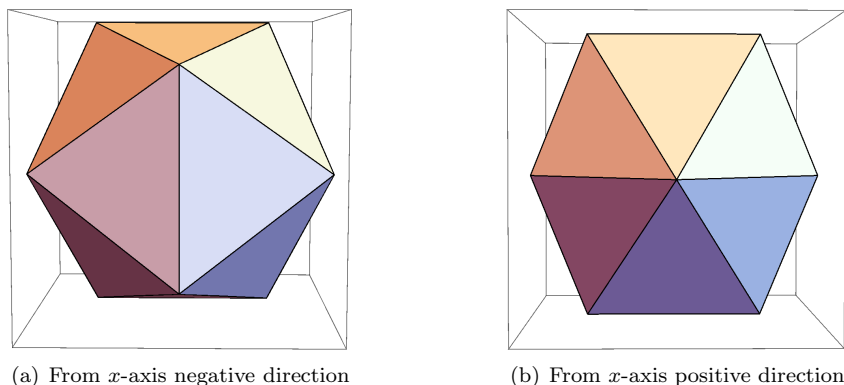 (a) From x-axis negative direction
(b) From x-axis positive direction